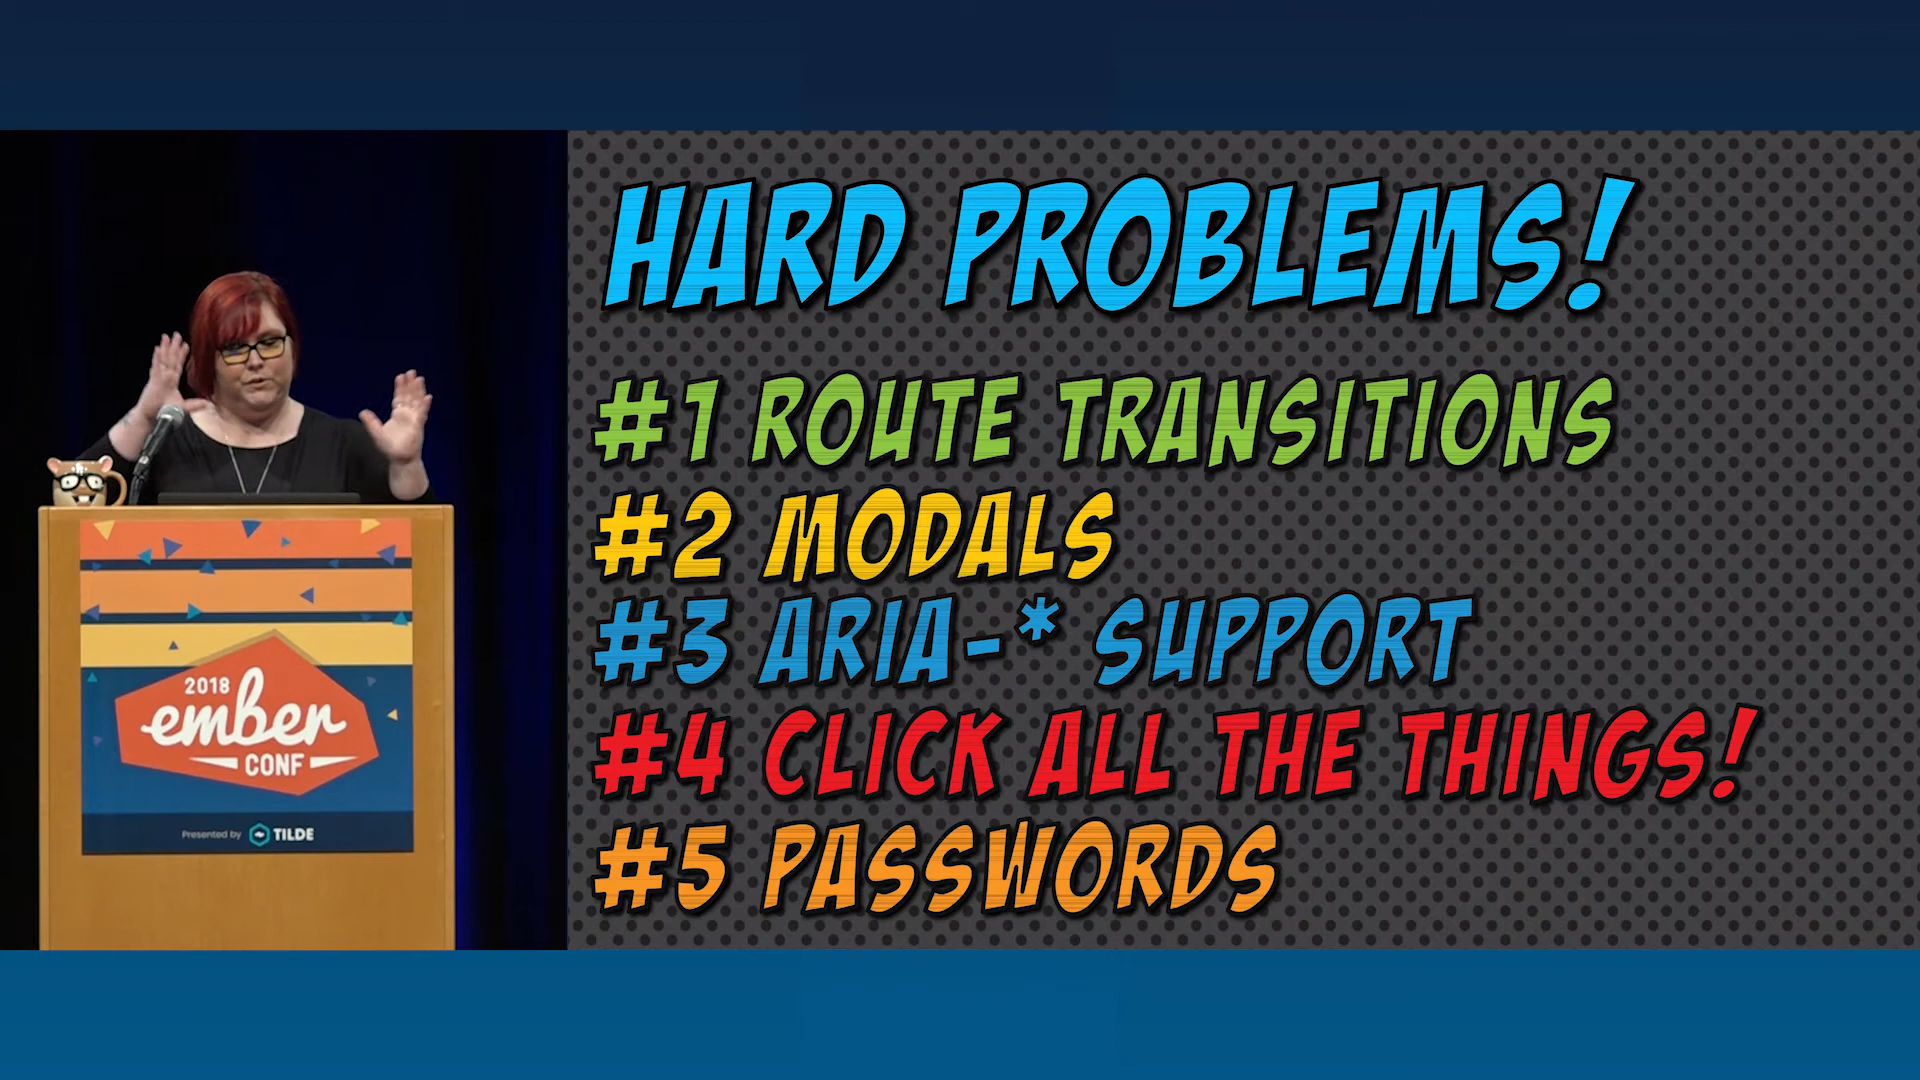 HARD PROBLEMS!
#1 ROUTE TRANSITIONS
#2 MODALS
#3 ARIA-* SUPPORT
#4 CLICK ALL THE THINGS!
#5 PASSWORDS
2018
ember
CONF
Presented by TILDE